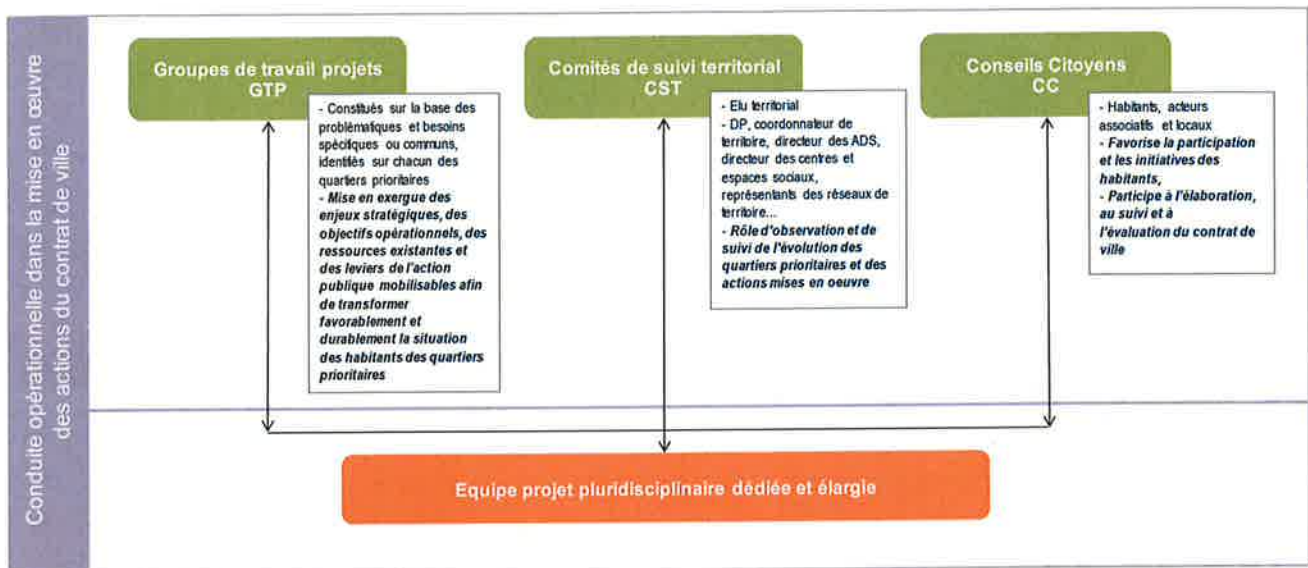 Conduite opérationnelle dans la mise en œuvre
des actions du contrat de ville
Groupes de travail projets
GTP
- Constitués sur la base des
problématiques et besoins
spécifiques ou communs,
identifiés sur chacun des
quartiers prioritaires
- Mise en exergue des
enjeux stratégiques, des
objectifs opérationnels, des
ressources existantes et
des leviers de l'action
publique mobilisables afin
de transformer
favorablement et
durablement la situation
des habitants des quartiers
prioritaires
Comités de suivi territorial
CST
- Elu territorial
- DP, coordonnateur de
territoire, directeur des ADS,
directeur des centres et
espaces sociaux,
représentants des réseaux de
territoire...
- Rôle d'observation et de
suivi de l'évolution des
quartiers prioritaires et des
actions mises en oeuvre
Conseils Citoyens
CC
- Habitants, acteurs
associatifs et locaux
- Favorise la participation
et les initiatives des
habitants,
- Participe à l'élaboration,
au suivi et à
l'évaluation du contrat de
ville
Equipe projet pluridisciplinaire dédiée et élargie